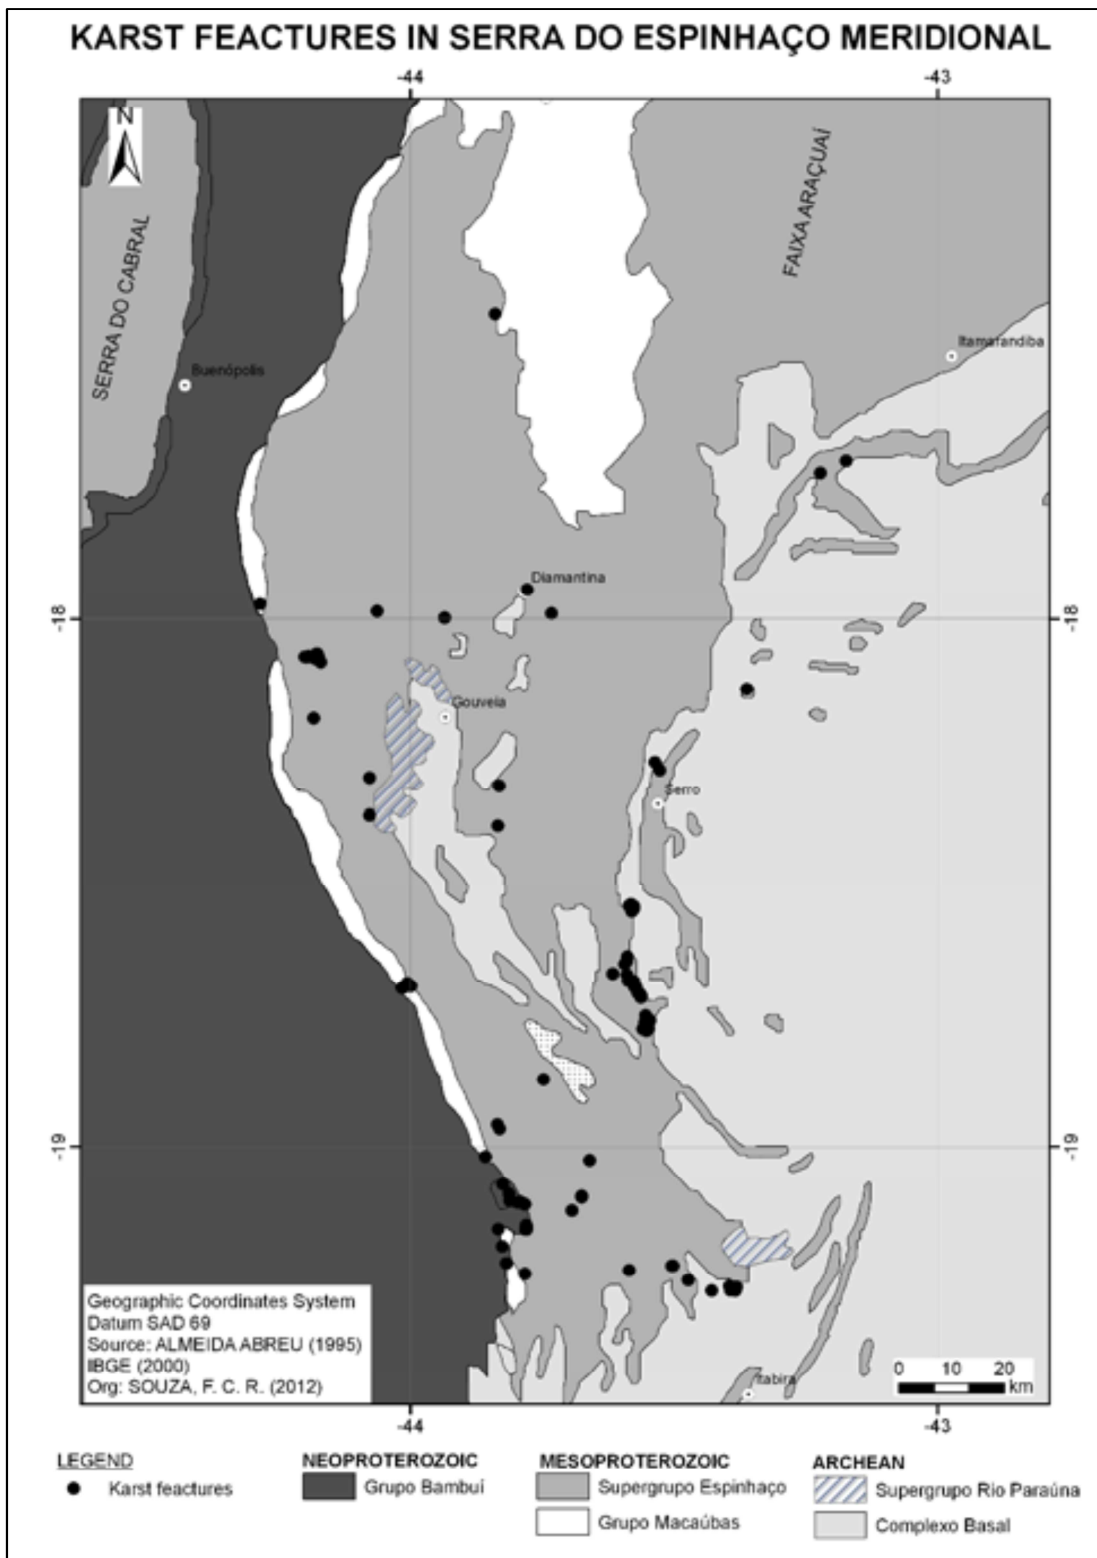 KARST FEACTURES IN SERRA DO ESPINHAÇO MERIDIONAL
-44
-43
N
SERRA DO CABRAL
FAIXA ARAÇUAÍ
Buenópolis
Itamarandiba
Diamantina
-18
-18
Gouveia
Serro
-19
-19
Geographic Coordinates System
Datum SAD 69
Source: ALMEIDA ABREU (1995)
IBGE (2000)
Org: SOUZA, F. C. R. (2012)
0 10 20
km
Itabira
-44
-43
LEGEND
Karst feactures
NEOPROTEROZOIC
Grupo Bambuí
MESOPROTEROZOIC
Supergrupo Espinhaço
Grupo Macaúbas
ARCHEAN
Supergrupo Rio Paraúna
Complexo Basal